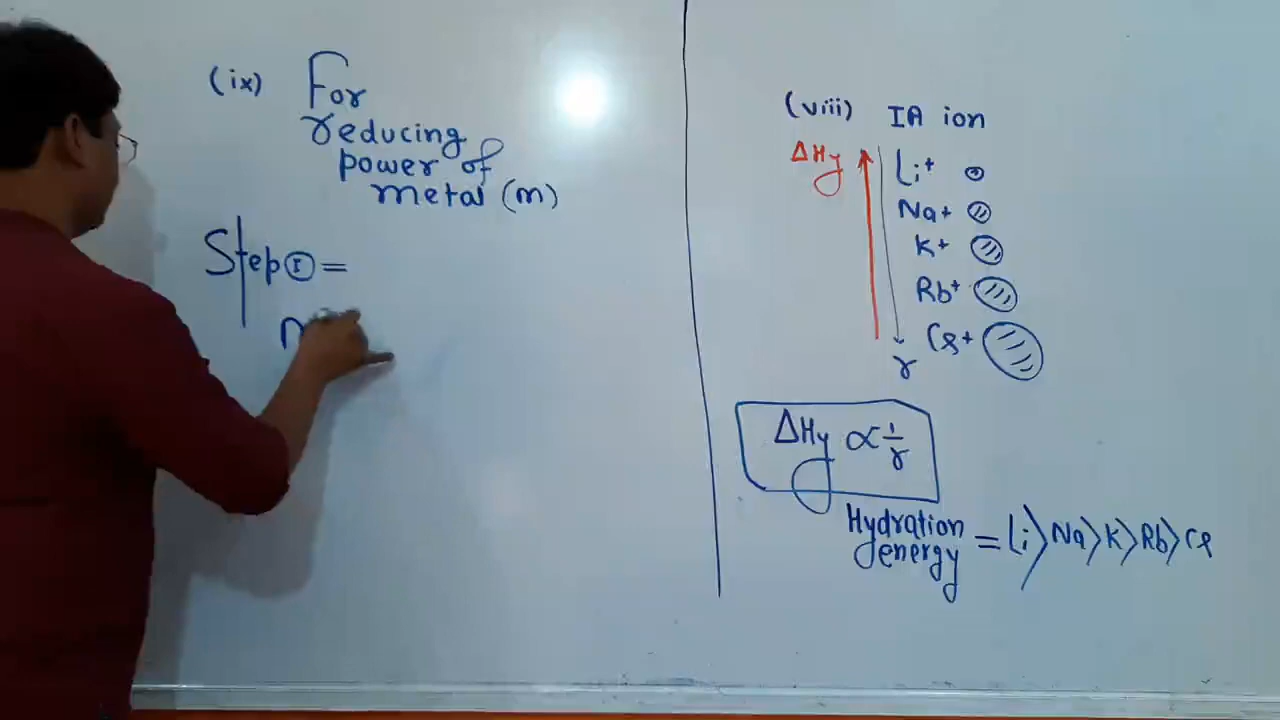 (ix) For
reducing
power of
metal (m)
Step① =
(viii) IA ion
ΔHy
Li+
Na+
K+
Rb+
Cs+
r
ΔHy ∝ 1/r
Hydration
energy = Li>Na>K>Rb>Cs